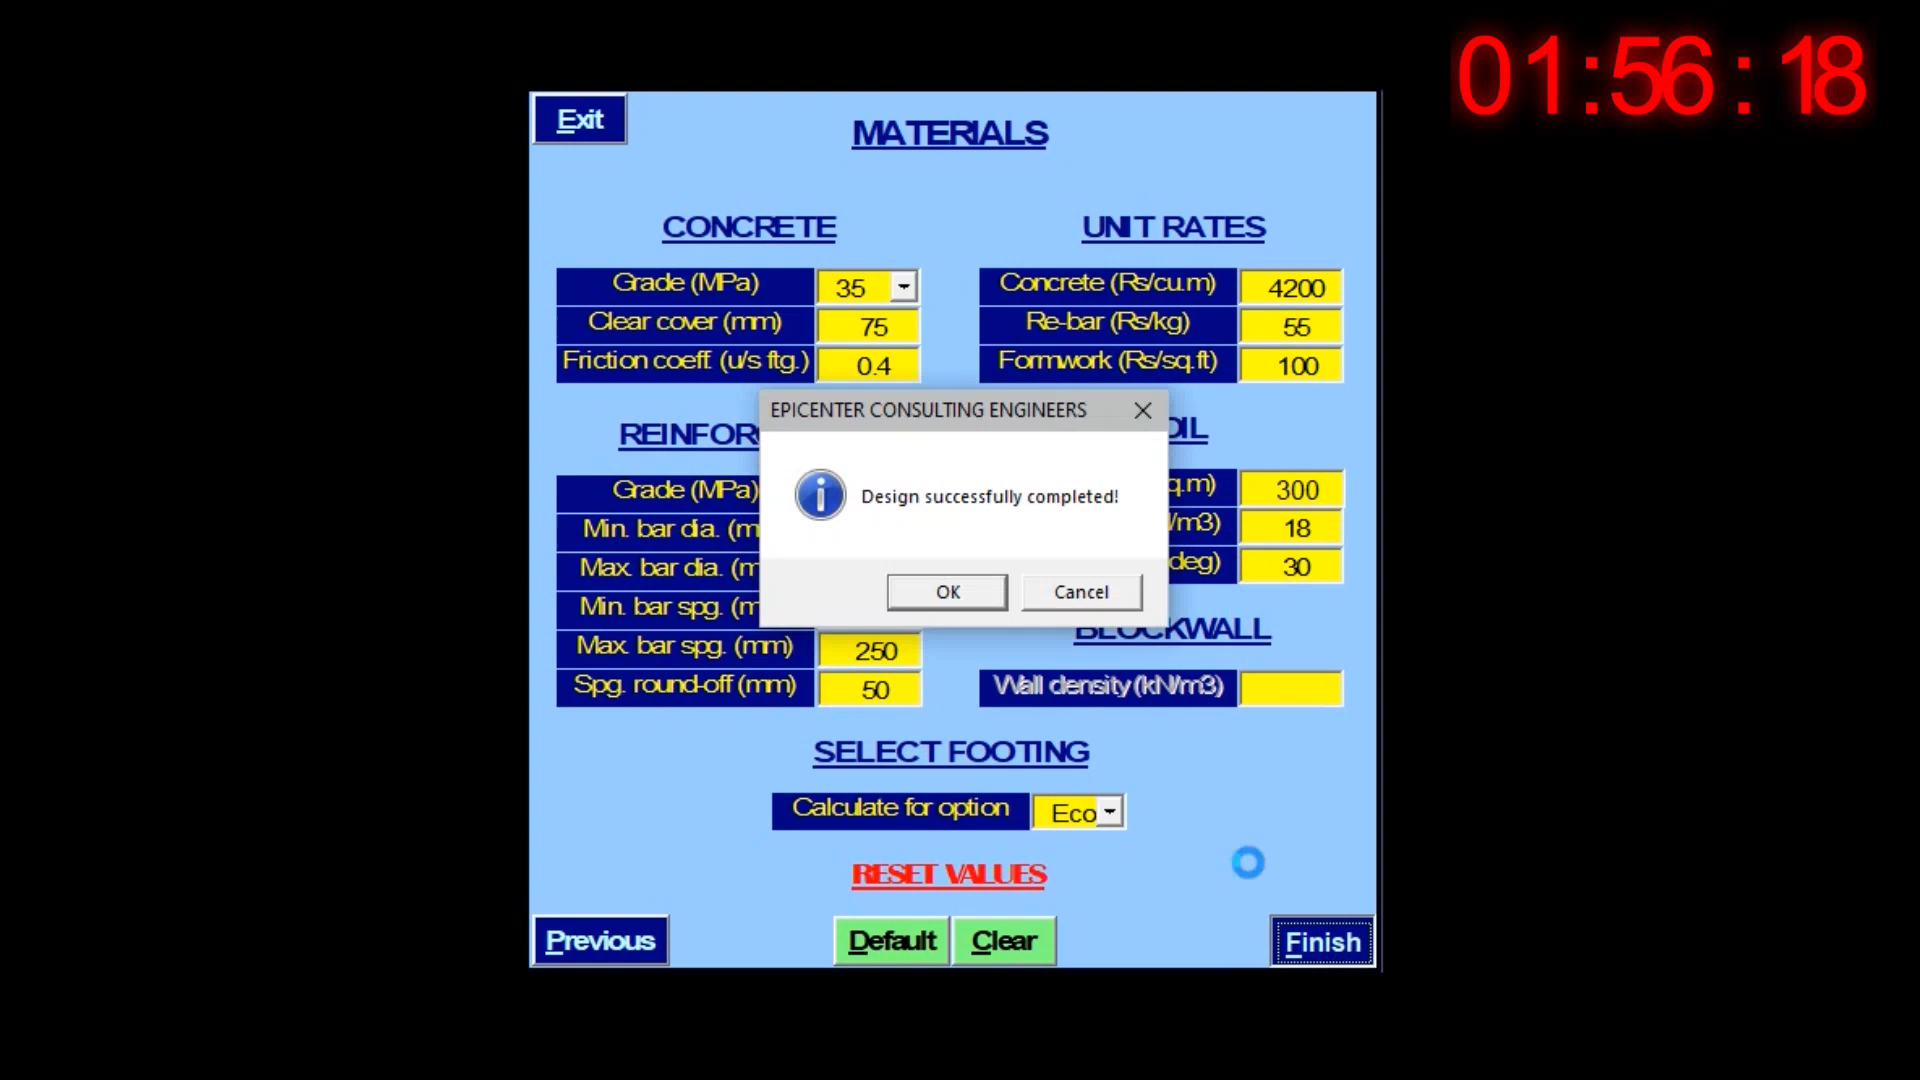 01:56:18
Exit
MATERIALS
CONCRETE
Grade (MPa) 35
Clear cover (mm) 75
Friction coeff. (u/s ftg.) 0.4
UNIT RATES
Concrete (Rs/cu.m) 4200
Re-bar (Rs/kg) 55
Formwork (Rs/sq.ft) 100
EPICENTER CONSULTING ENGINEERS
Design successfully completed!
OK Cancel
Grade (MPa)
Min. bar dia.
Max. bar dia.
Min. bar spg.
Max. bar spg. (mm) 250
Spg. round-off (mm) 50
300
18
deg) 30
BLOCKWALL
Wall density (kN/m3)
SELECT FOOTING
Calculate for option Eco
RESET VALUES
Previous Default Clear Finish